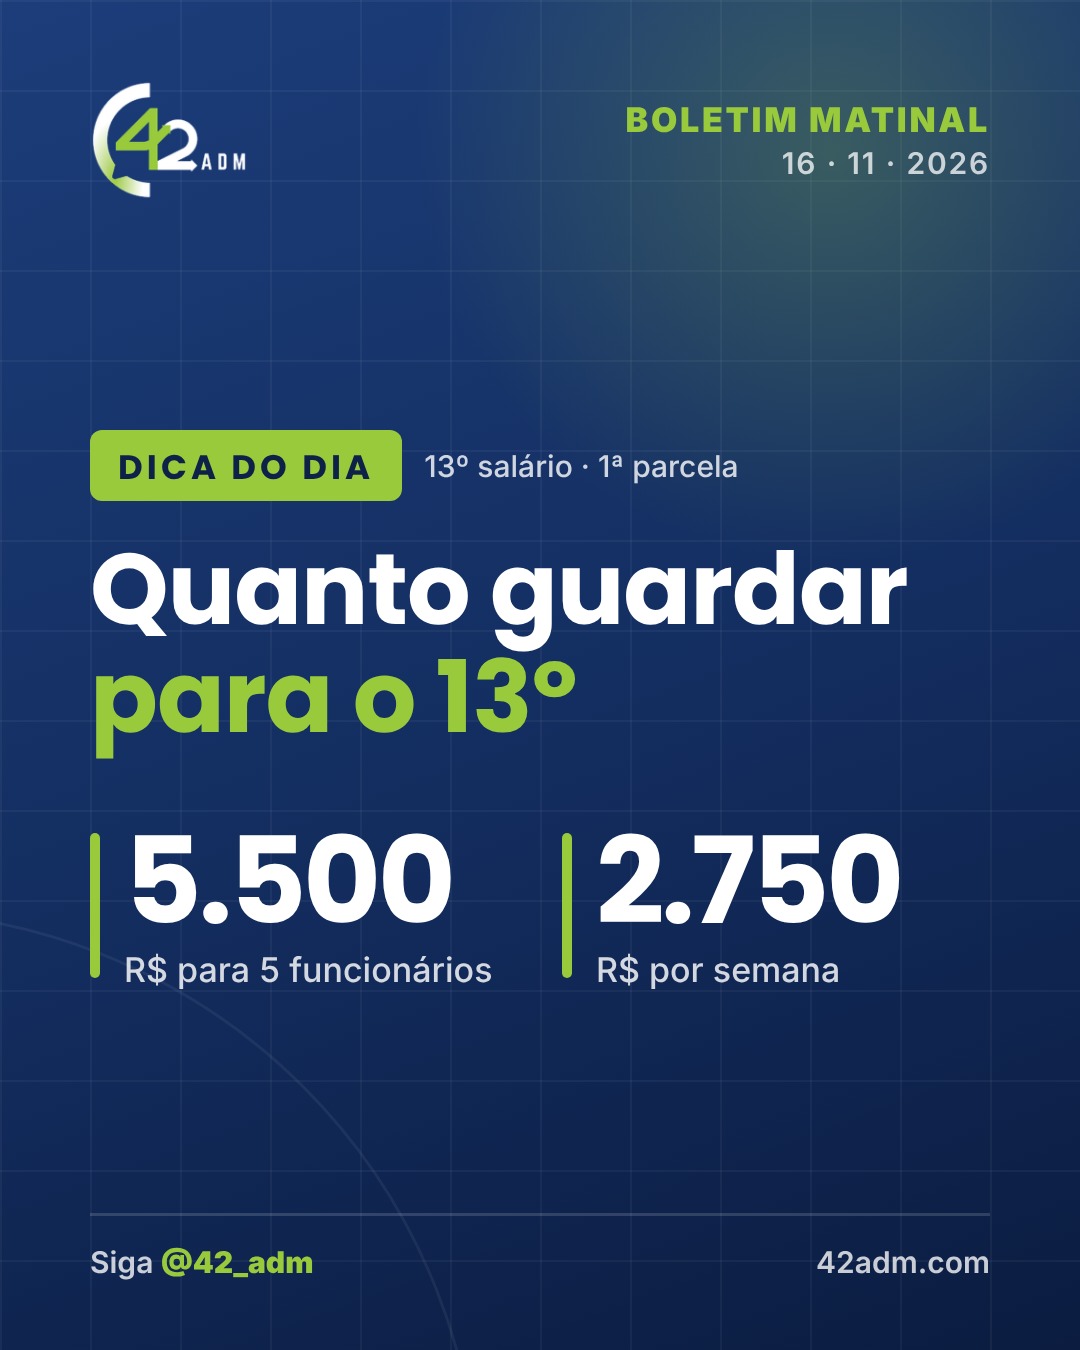 42 ADM
BOLETIM MATINAL
16 · 11 · 2026
DICA DO DIA
13º salário · 1ª parcela
Quanto guardar
para o 13º
5.500
R$ para 5 funcionários
2.750
R$ por semana
Siga @42_adm
42adm.com